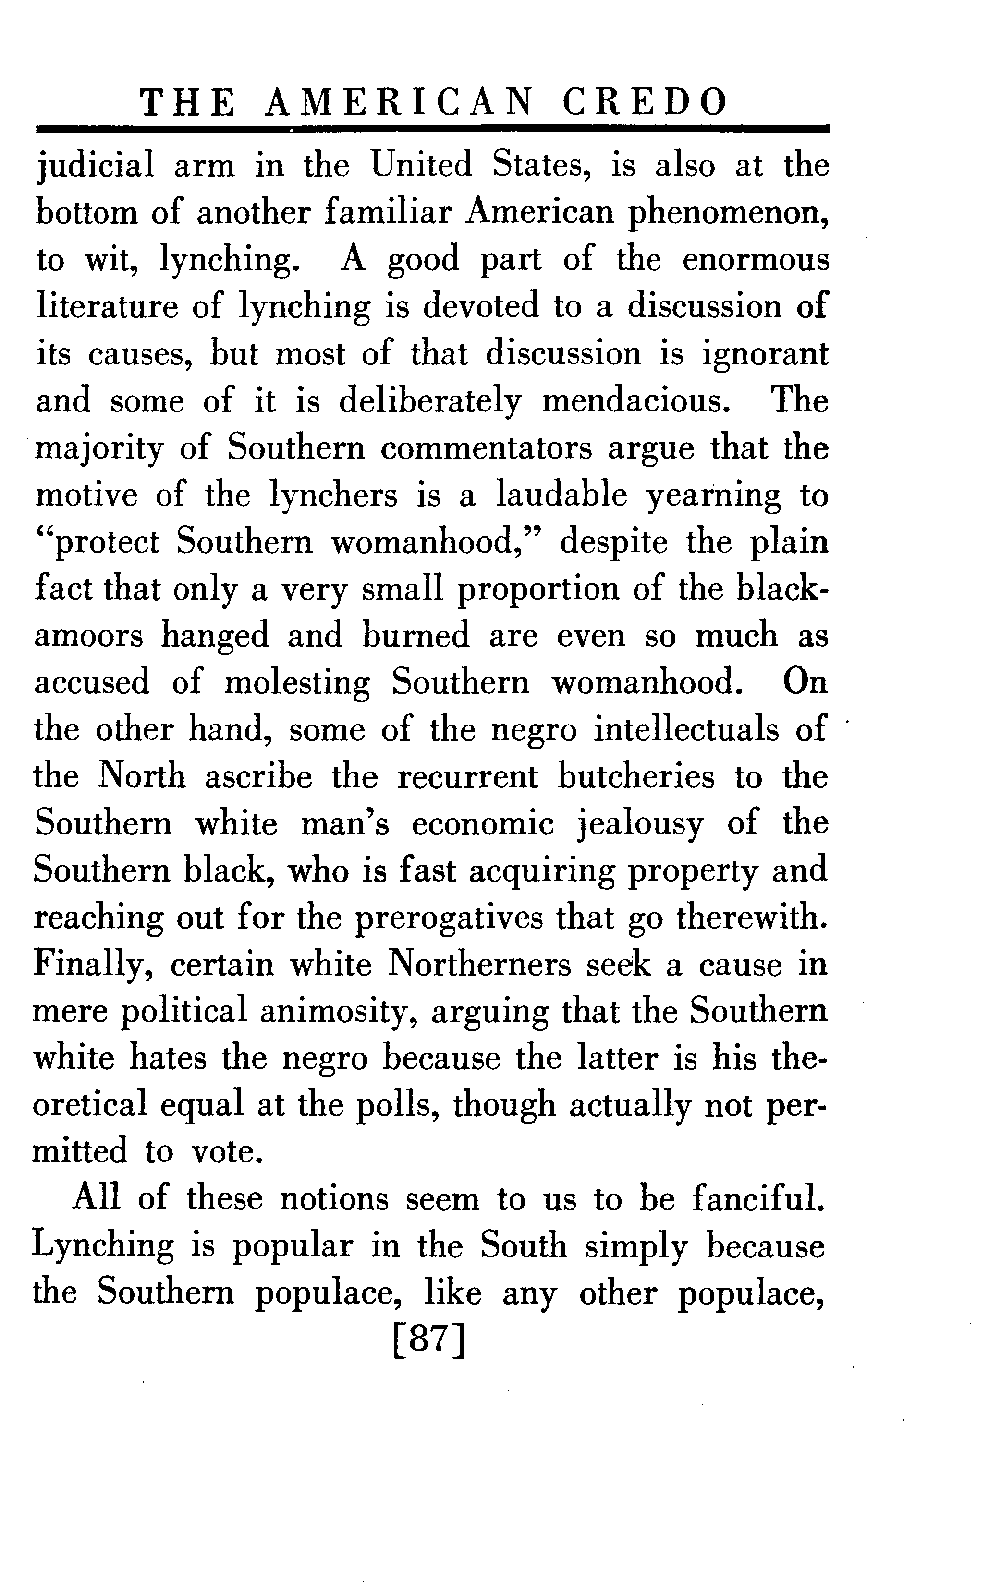 THE AMERICAN CREDO
judicial arm in the United States, is also at the
bottom of another familiar American phenomenon,
to wit, lynching. A good part of the enormous
literature of lynching is devoted to a discussion of
its causes, but most of that discussion is ignorant
and some of it is deliberately mendacious. The
majority of Southern commentators argue that the
motive of the lynchers is a laudable yearning to
“protect Southern womanhood,” despite the plain
fact that only a very small proportion of the black-
amoors hanged and burned are even so much as
accused of molesting Southern womanhood. On
the other hand, some of the negro intellectuals of
the North ascribe the recurrent butcheries to the
Southern white man’s economic jealousy of the
Southern black, who is fast acquiring property and
reaching out for the prerogatives that go therewith.
Finally, certain white Northerners seek a cause in
mere political animosity, arguing that the Southern
white hates the negro because the latter is his the-
oretical equal at the polls, though actually not per-
mitted to vote.
All of these notions seem to us to be fanciful.
Lynching is popular in the South simply because
the Southern populace, like any other populace,
[87]